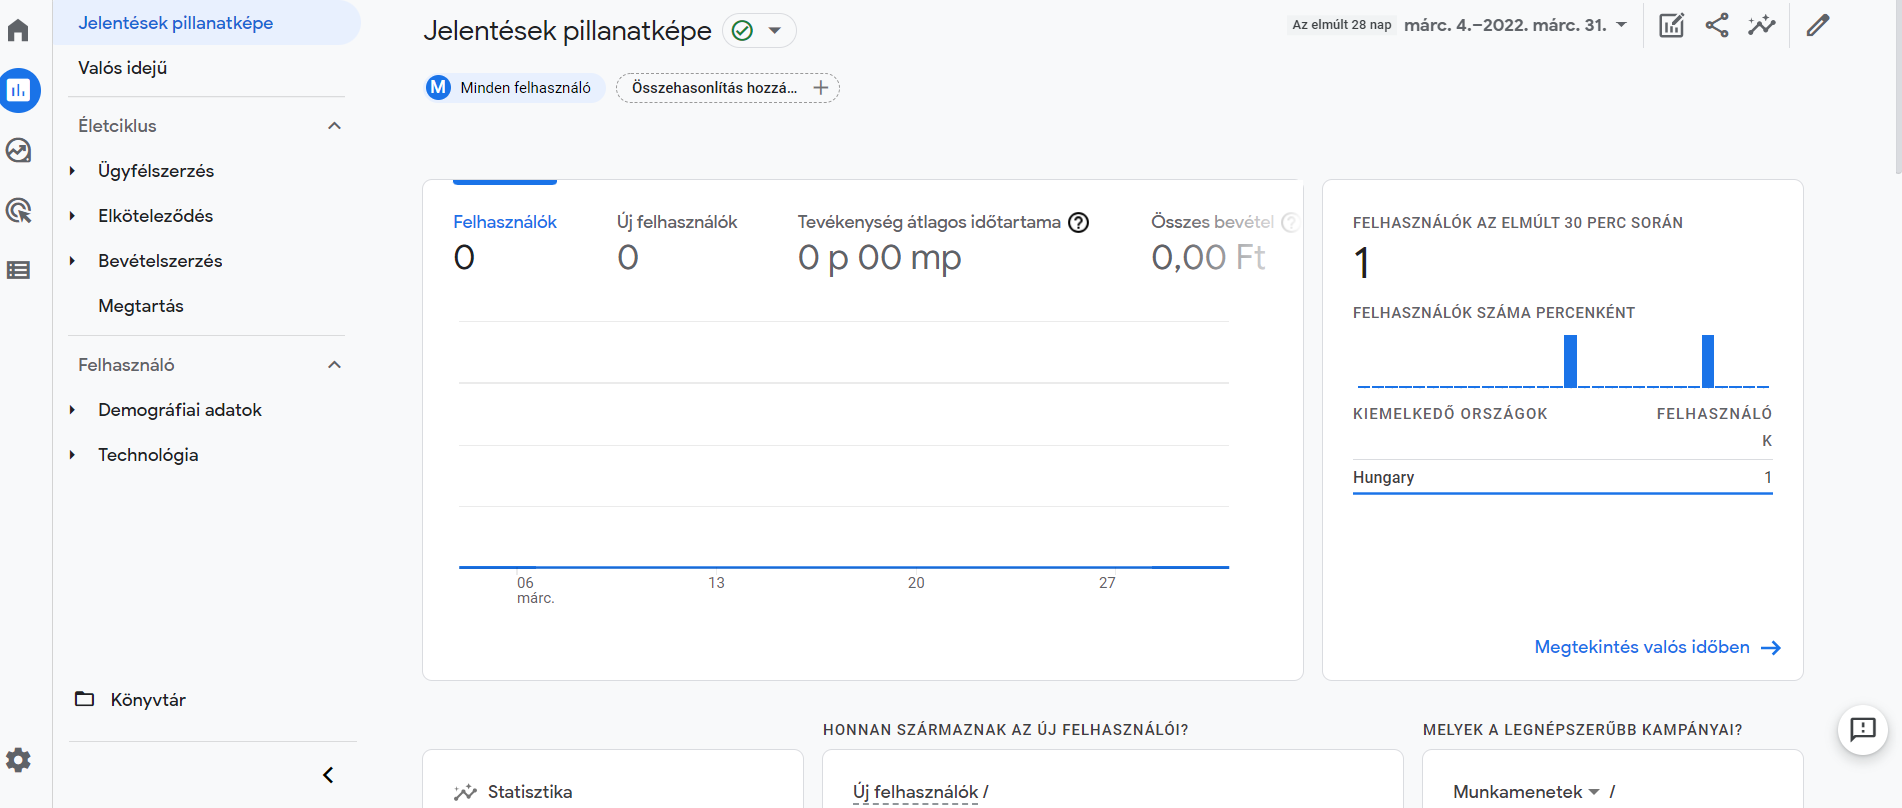 Jelentések pillanatképe
Valós idejű
Életciklus
Ügyfélszerzés
Elköteleződés
Bevételszerzés
Megtartás
Felhasználó
Demográfiai adatok
Technológia
Könyvtár
Jelentések pillanatképe
Az elmúlt 28 nap márc. 4.–2022. márc. 31.
M Minden felhasználó Összehasonlítás hozzá...
Felhasználók
0
Új felhasználók
0
Tevékenység átlagos időtartama
0 p 00 mp
Összes bevétel
0,00 Ft
06
márc.
13
20
27
FELHASZNÁLÓK AZ ELMÚLT 30 PERC SORÁN
1
FELHASZNÁLÓK SZÁMA PERCENKÉNT
KIEMELKEDŐ ORSZÁGOK FELHASZNÁLÓ
K
Hungary 1
Megtekintés valós időben
Statisztika
HONNAN SZÁRMAZNAK AZ ÚJ FELHASZNÁLÓI?
Új felhasználók /
MELYEK A LEGNÉPSZERŰBB KAMPÁNYAI?
Munkamenetek /